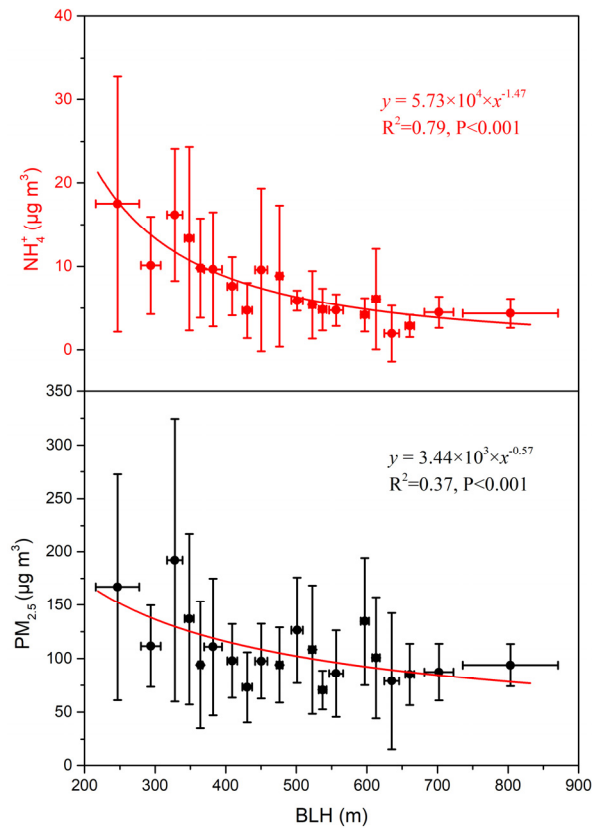 40
30
20
10
0
NH₄⁺ (μg m³)
y = 5.73×10⁴×x⁻¹·⁴⁷
R²=0.79, P<0.001
350
300
250
200
150
100
50
0
PM₂.₅ (μg m³)
y = 3.44×10³×x⁻⁰·⁵⁷
R²=0.37, P<0.001
200 300 400 500 600 700 800 900
BLH (m)